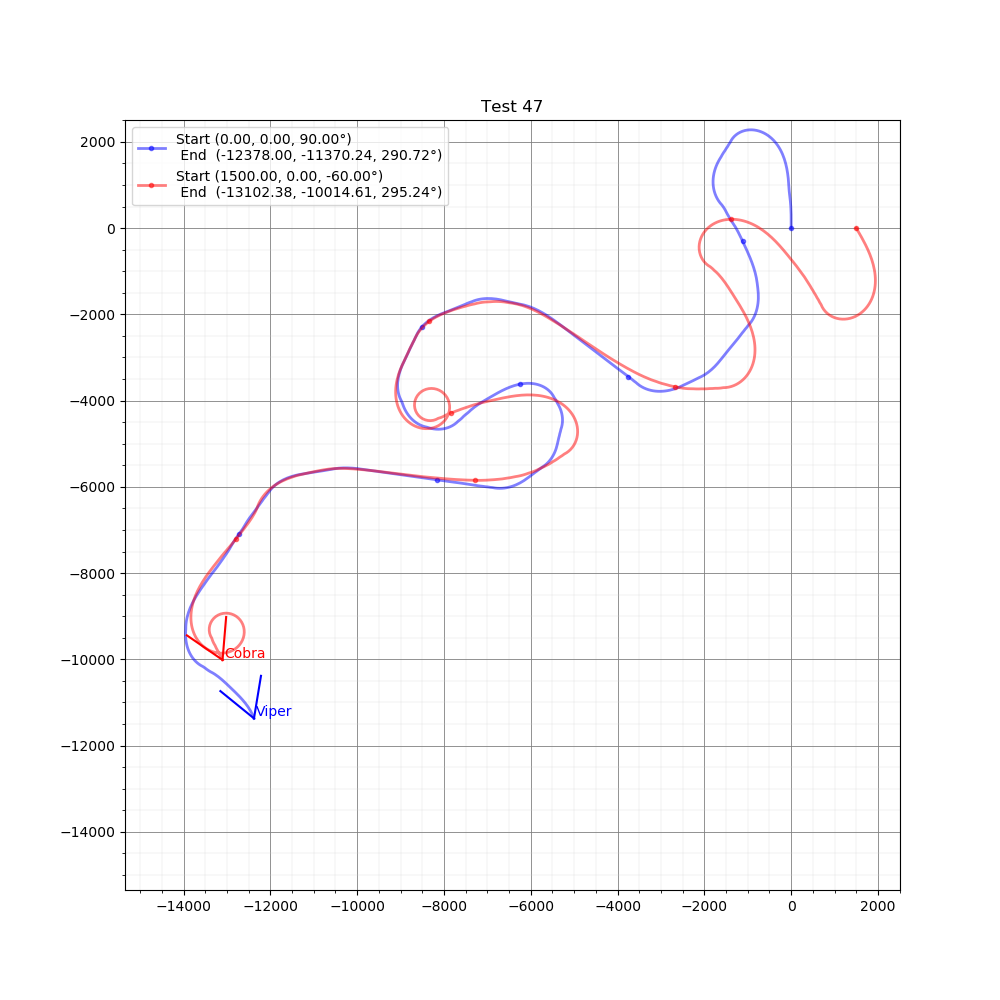 Test 47
Start (0.00, 0.00, 90.00°)
End  (-12378.00, -11370.24, 290.72°)
Start (1500.00, 0.00, -60.00°)
End  (-13102.38, -10014.61, 295.24°)
2000
0
−2000
−4000
−6000
−8000
−10000
−12000
−14000
Cobra
Viper
−14000 −12000 −10000 −8000 −6000 −4000 −2000 0 2000